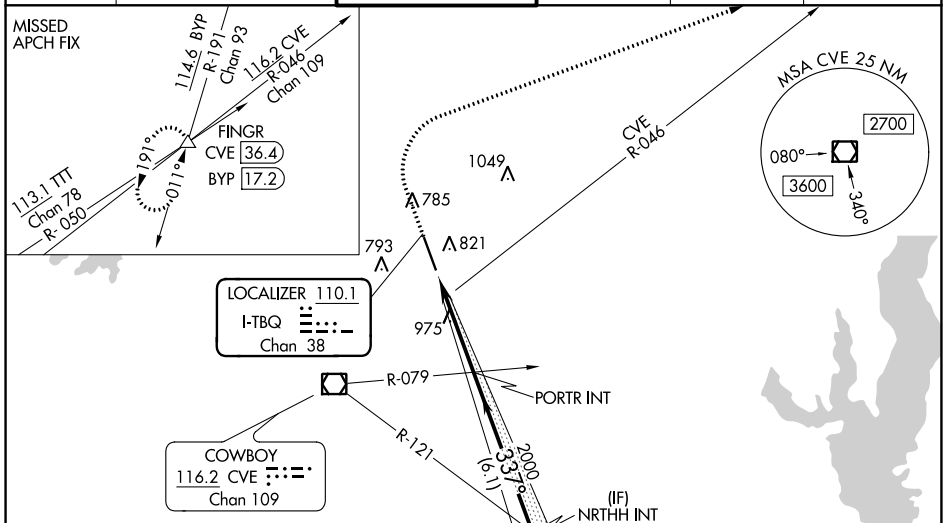 MISSED
APCH FIX
114.6 BYP
R-191
Chan 93
116.2 CVE
R-046
Chan 109
FINGR
CVE 36.4
BYP 17.2
191°
011°
113.1 TTT
Chan 78
R-050
MSA CVE 25 NM
2700
080°
3600
340°
CVE
R-046
1049
785
821
793
975
LOCALIZER 110.1
I-TBQ
Chan 38
R-079
PORTR INT
R-121
COWBOY
116.2 CVE
Chan 109
2000
337°
(6.1)
(IF)
NRTHH INT